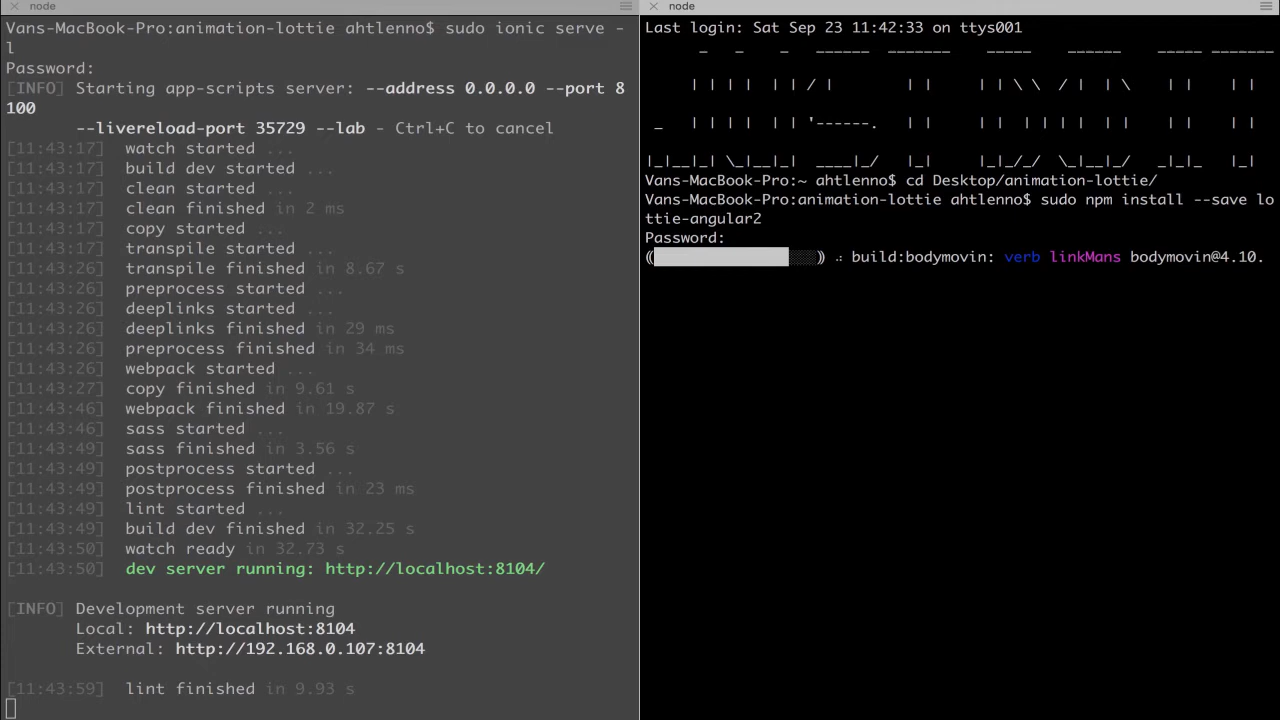 node
Vans-MacBook-Pro:animation-lottie ahtlenno$ sudo ionic serve -
l
Password:
[INFO] Starting app-scripts server: --address 0.0.0.0 --port 8
100
--livereload-port 35729 --lab - Ctrl+C to cancel
[11:43:17] watch started ...
[11:43:17] build dev started ...
[11:43:17] clean started ...
[11:43:17] clean finished in 2 ms
[11:43:17] copy started ...
[11:43:17] transpile started ...
[11:43:26] transpile finished in 8.67 s
[11:43:26] preprocess started ...
[11:43:26] deeplinks started ...
[11:43:26] deeplinks finished in 29 ms
[11:43:26] preprocess finished in 34 ms
[11:43:26] webpack started ...
[11:43:27] copy finished in 9.61 s
[11:43:46] webpack finished in 19.87 s
[11:43:46] sass started ...
[11:43:49] sass finished in 3.56 s
[11:43:49] postprocess started ...
[11:43:49] postprocess finished in 23 ms
[11:43:49] lint started ...
[11:43:49] build dev finished in 32.25 s
[11:43:50] watch ready in 32.73 s
[11:43:50] dev server running: http://localhost:8104/
[INFO] Development server running
Local: http://localhost:8104
External: http://192.168.0.107:8104
[11:43:59] lint finished in 9.93 s
node
Last login: Sat Sep 23 11:42:33 on ttys001
Vans-MacBook-Pro:~ ahtlenno$ cd Desktop/animation-lottie/
Vans-MacBook-Pro:animation-lottie ahtlenno$ sudo npm install --save lo
ttie-angular2
Password:
build:bodymovin: verb linkMans bodymovin@4.10.